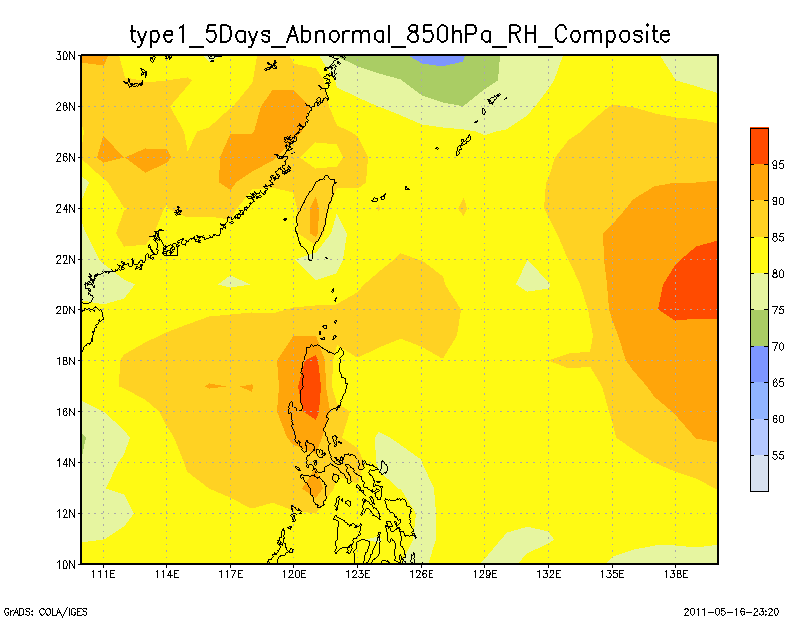 type1_5Days_Abnormal_850hPa_RH_Composite
30N
28N
26N
24N
22N
20N
18N
16N
14N
12N
10N
111E 114E 117E 120E 123E 126E 129E 132E 135E 138E
95
90
85
80
75
70
65
60
55
GrADS: COLA/IGES
2011-05-16-23:20